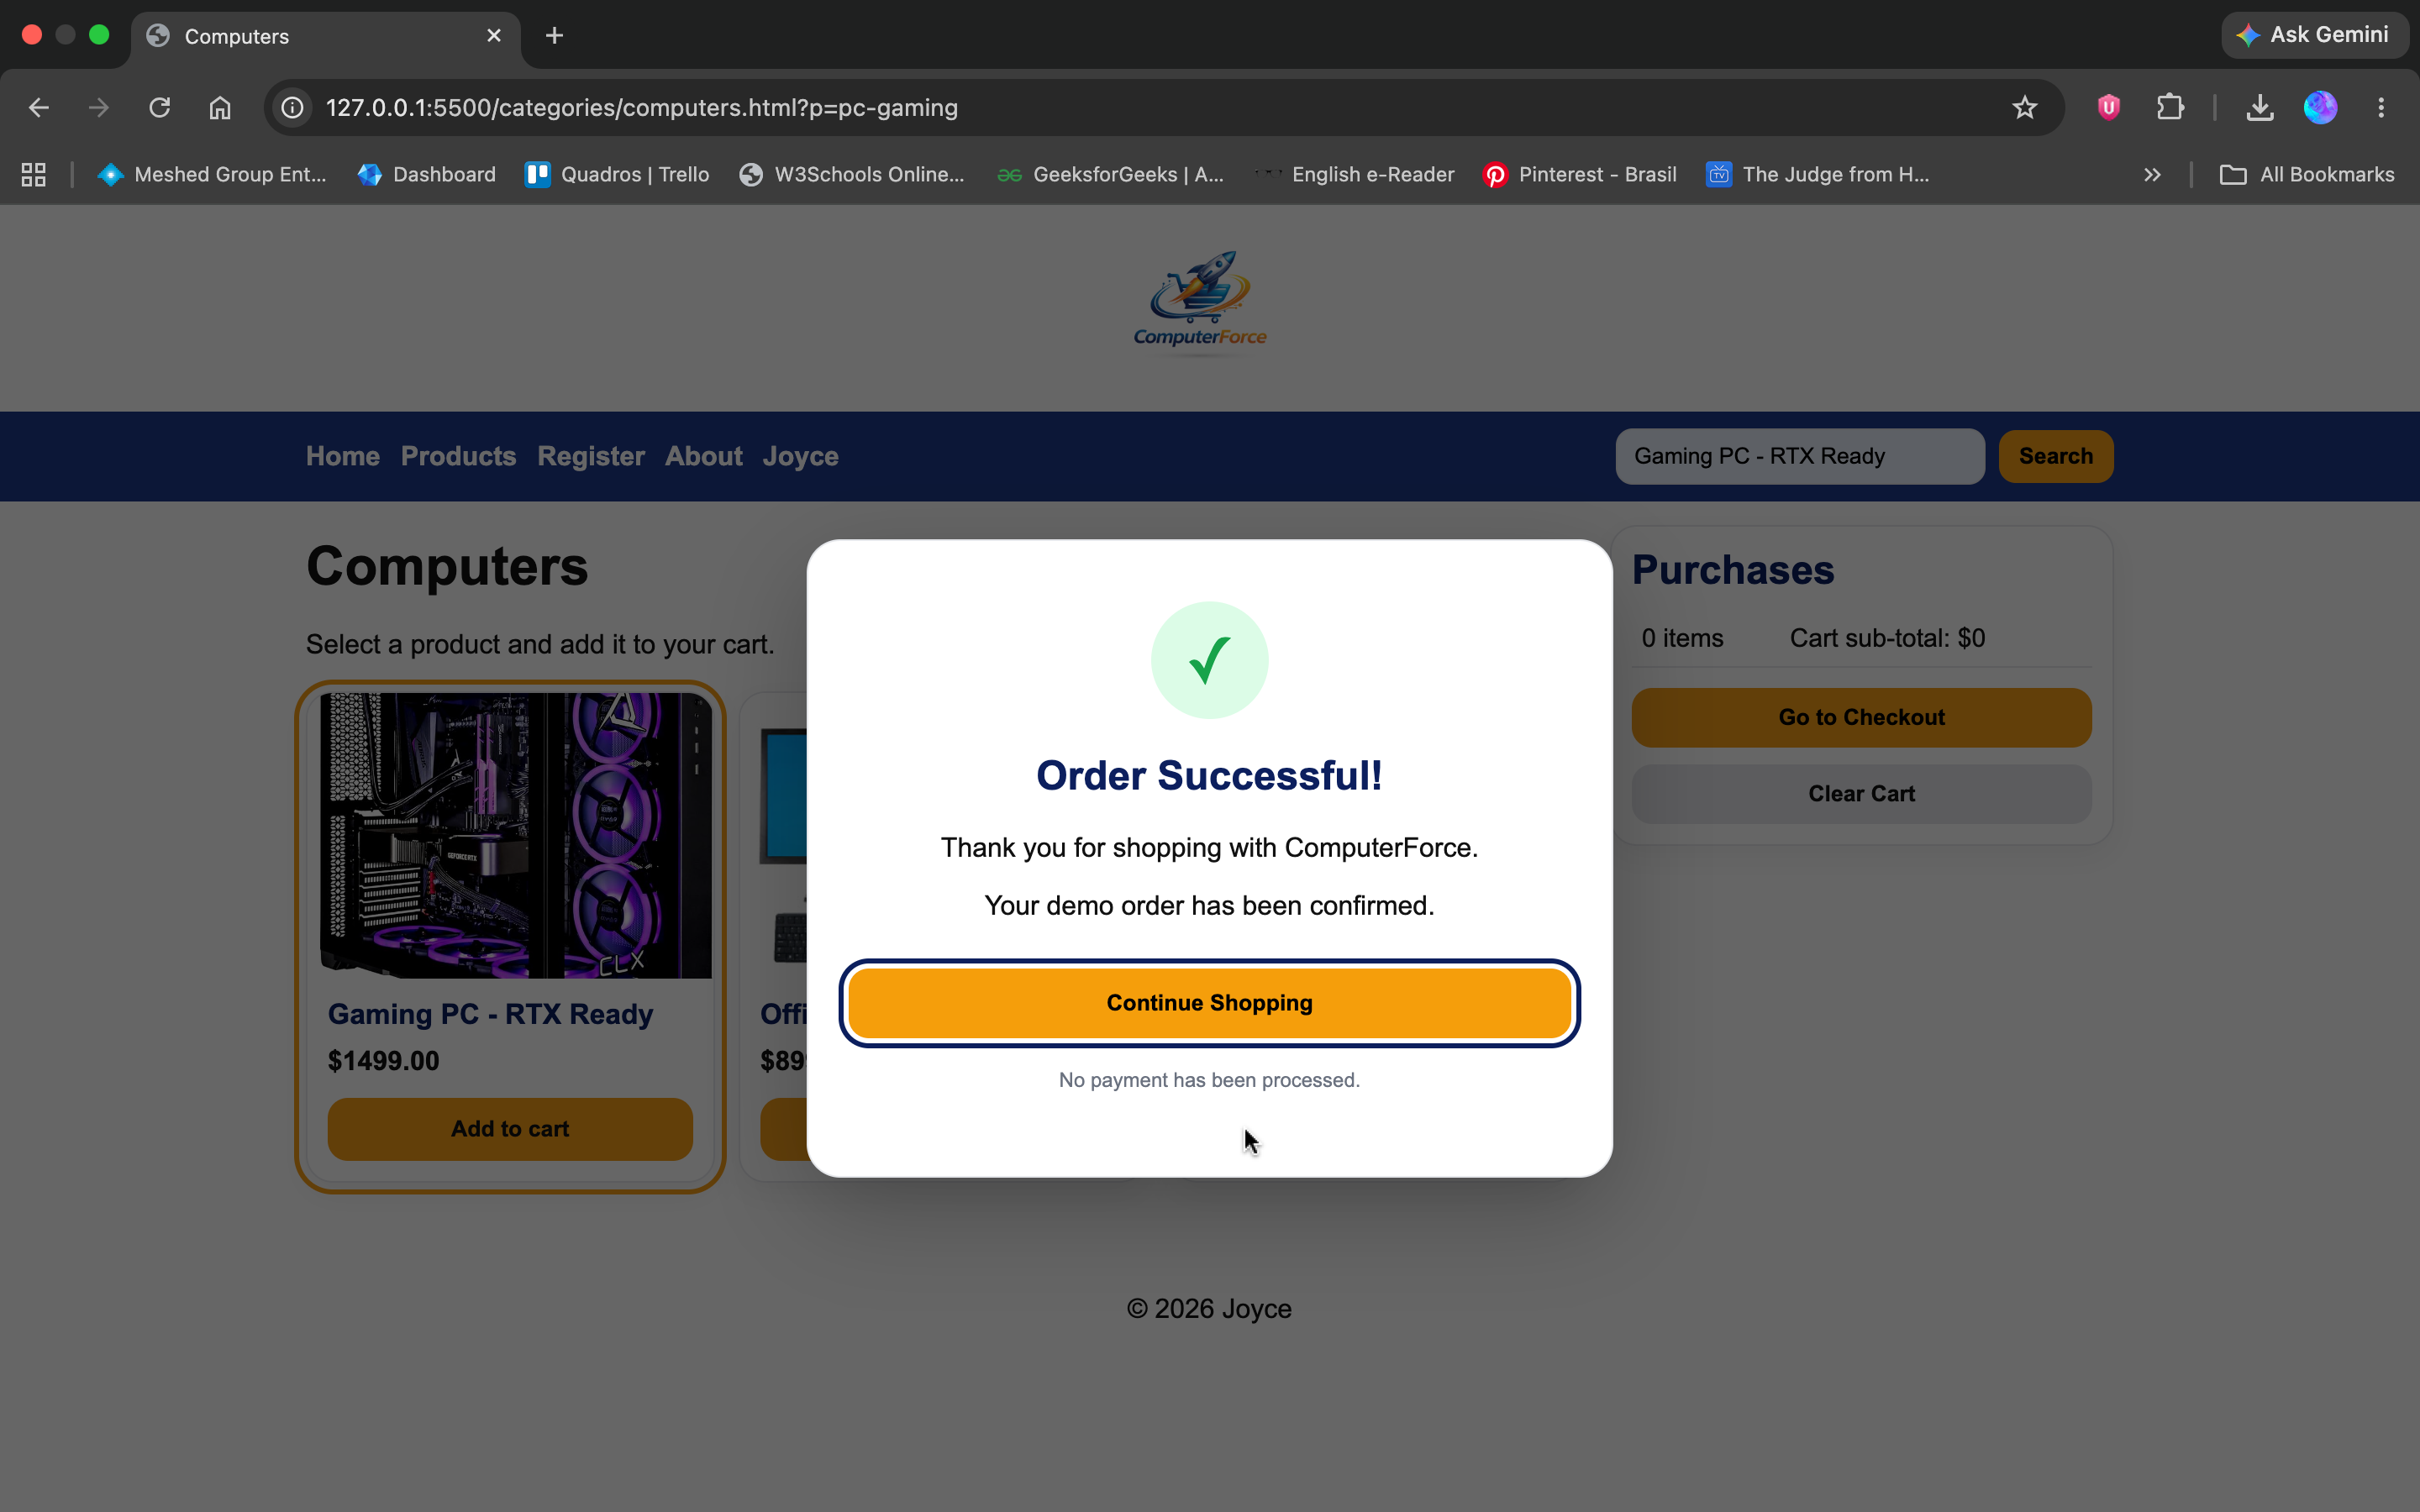 Computers
Ask Gemini
127.0.0.1:5500/categories/computers.html?p=pc-gaming
Meshed Group Ent...
Dashboard
Quadros | Trello
W3Schools Online...
GeeksforGeeks | A...
English e-Reader
Pinterest - Brasil
The Judge from H...
All Bookmarks
ComputerForce
Home Products Register About Joyce
Gaming PC - RTX Ready
Search
Computers
Select a product and add it to your cart.
GEFORCE RTX
CLX
Gaming PC - RTX Ready
$1499.00
Add to cart
Offi
$89
Order Successful!
Thank you for shopping with ComputerForce.
Your demo order has been confirmed.
Continue Shopping
No payment has been processed.
Purchases
0 items Cart sub-total: $0
Go to Checkout
Clear Cart
© 2026 Joyce